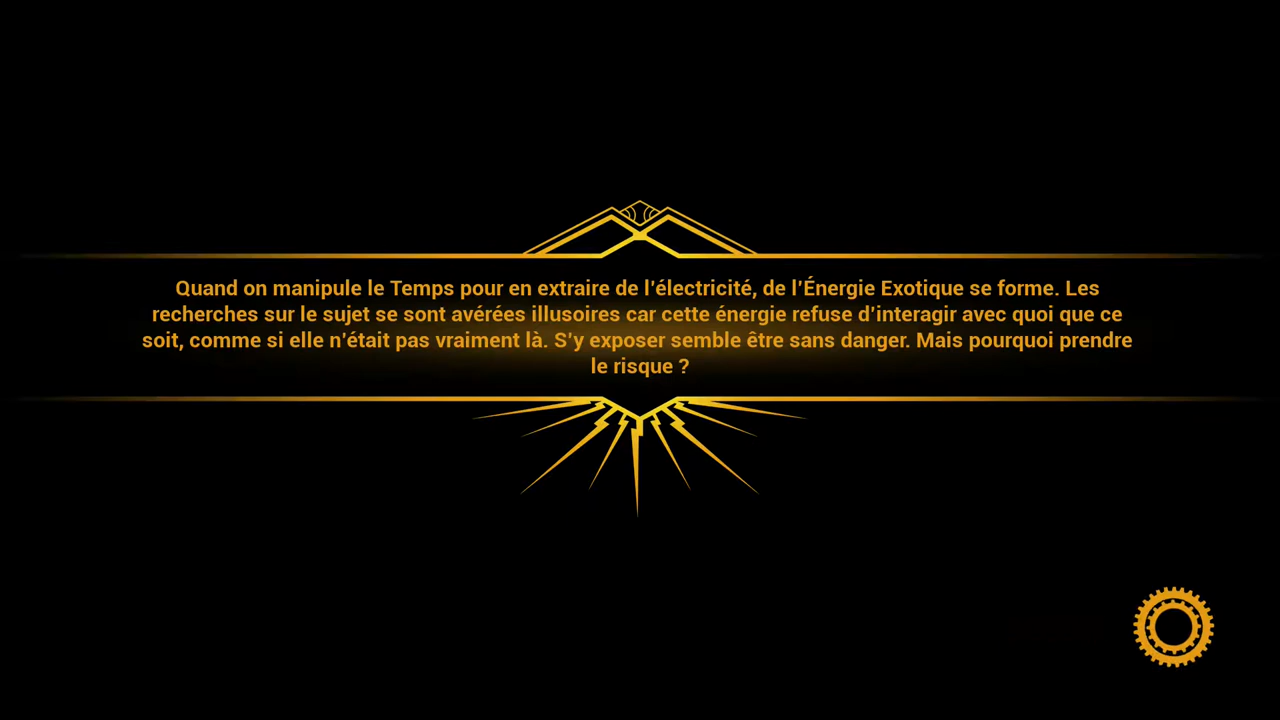 Quand on manipule le Temps pour en extraire de l’électricité, de l’Énergie Exotique se forme. Les
recherches sur le sujet se sont avérées illusoires car cette énergie refuse d’interagir avec quoi que ce
soit, comme si elle n’était pas vraiment là. S’y exposer semble être sans danger. Mais pourquoi prendre
le risque ?